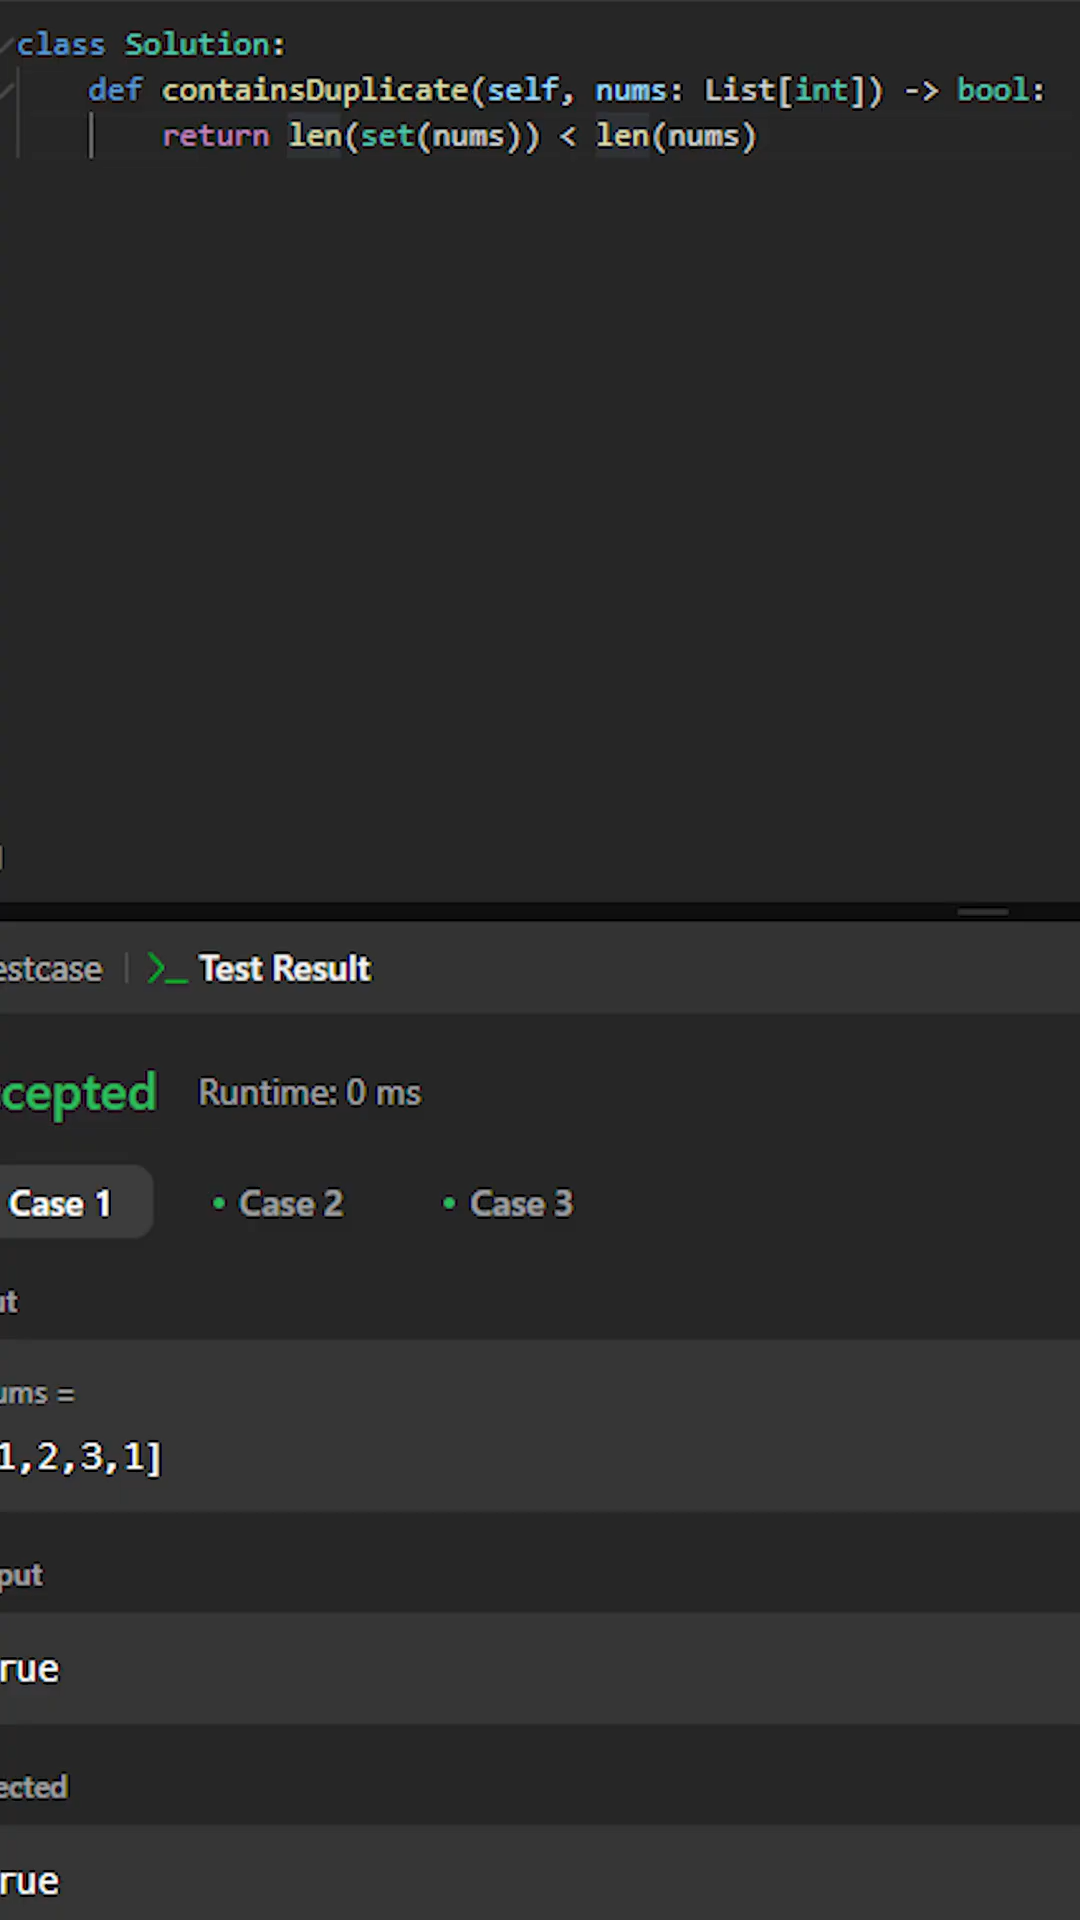 class Solution:
def containsDuplicate(self, nums: List[int]) -> bool:
return len(set(nums)) < len(nums)
estcase | >_ Test Result
cepted Runtime: 0 ms
Case 1 • Case 2 • Case 3
ut
ums =
1,2,3,1]
put
rue
ected
rue